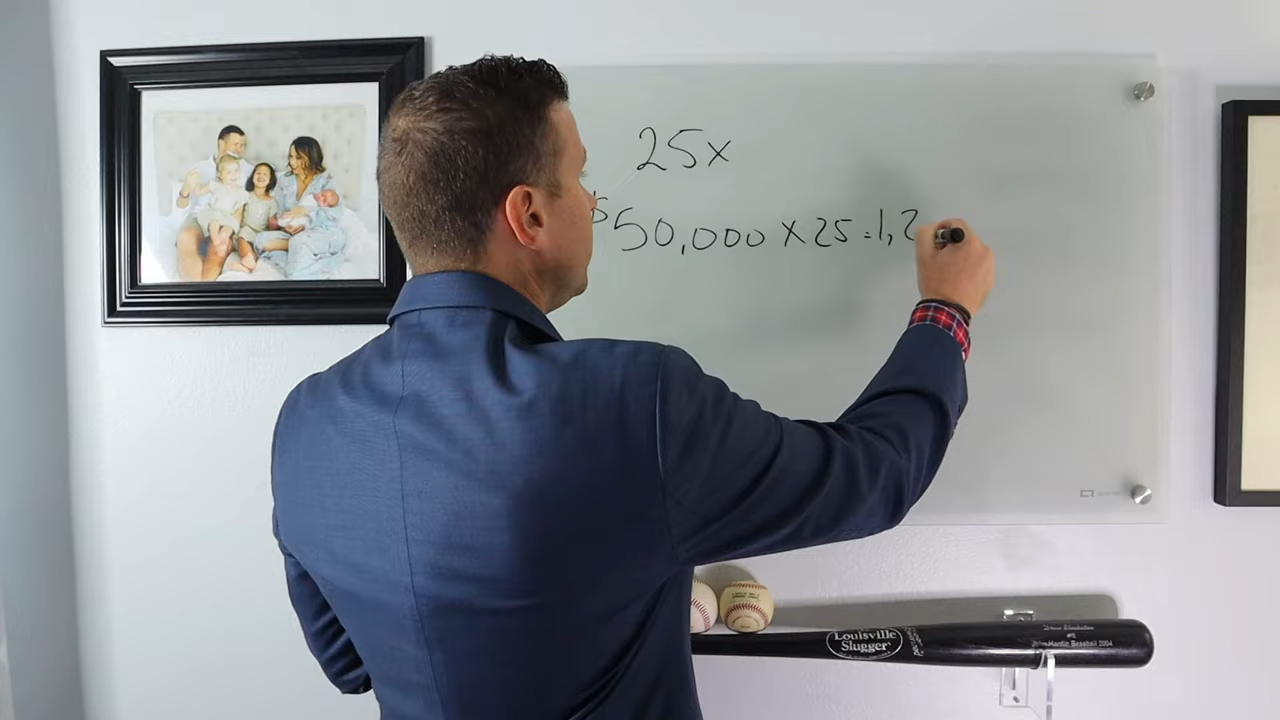 25x
$50,000 x 25 = 1,2
Louisville
Slugger